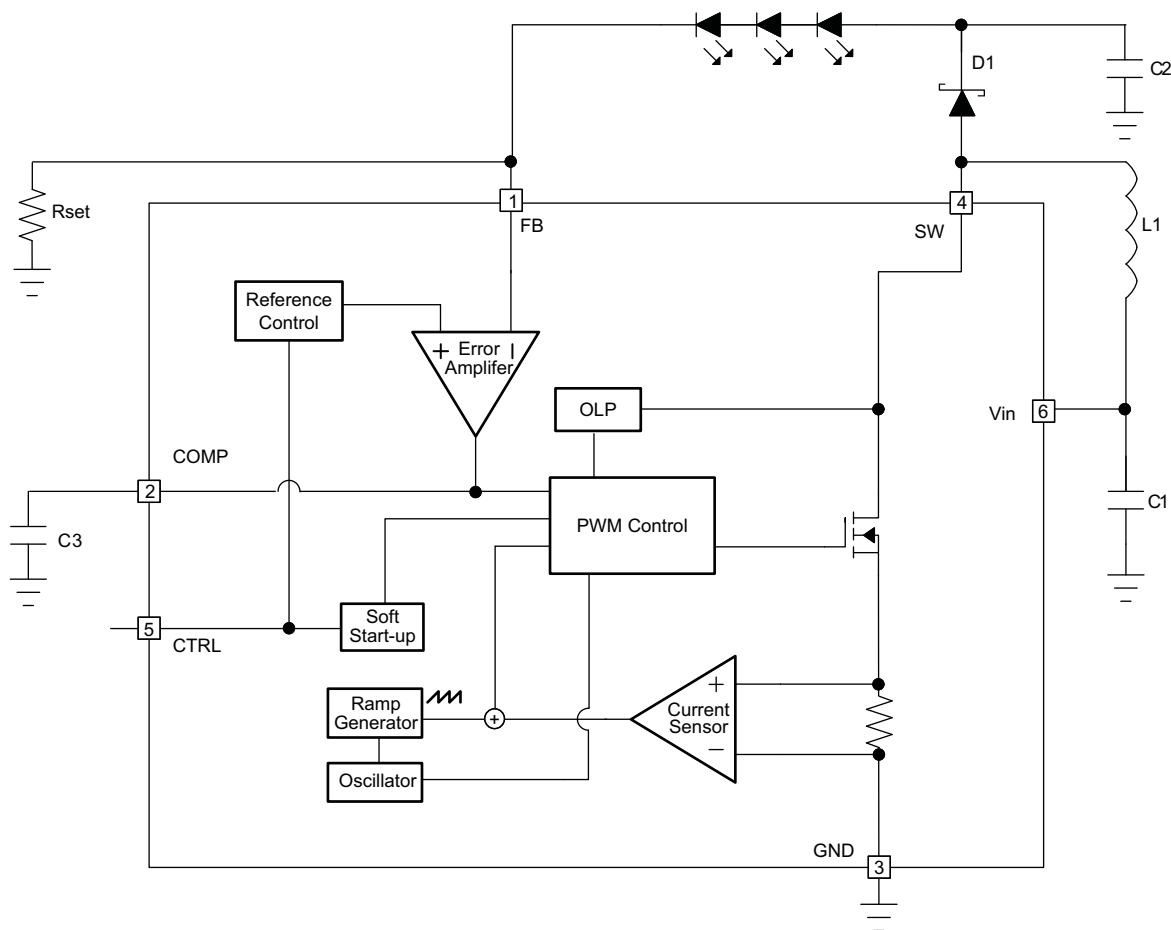 D1
C2
Rset
1
FB
4
SW
L1
Reference
Control
+
Error
Amplifer
−
OLP
Vin
6
COMP
2
PWM Control
C1
C3
5
CTRL
Soft
Start-up
Ramp
Generator
+
+
Current
Sensor
−
Oscillator
GND
3